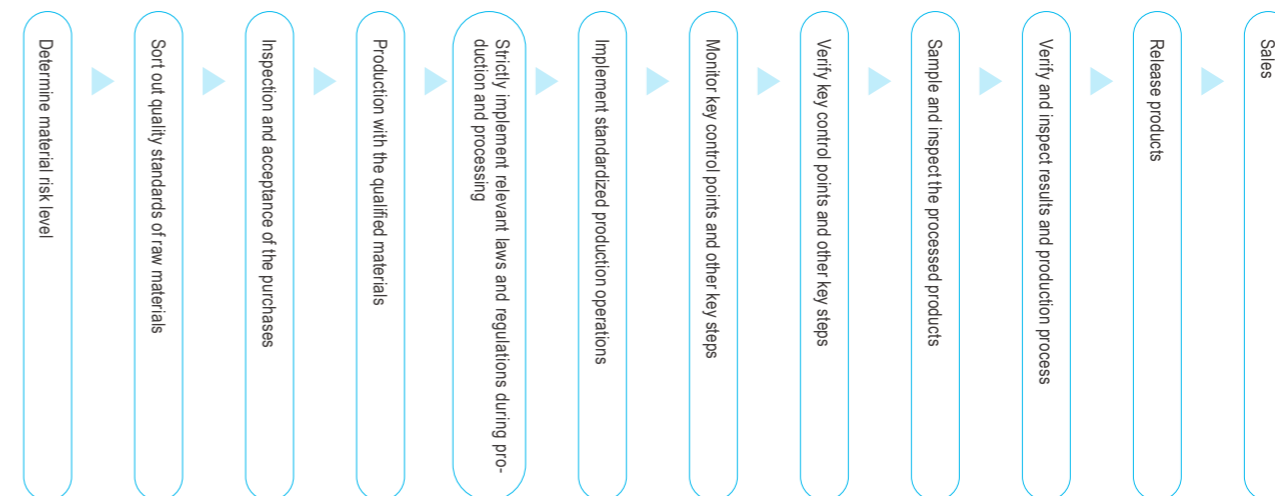 Determine material risk level
Sort out quality standards of raw materials
Inspection and acceptance of the purchases
Production with the qualified materials
Strictly implement relevant laws and regulations during pro-
duction and processing
Implement standardized production operations
Monitor key control points and other key steps
Verify key control points and other key steps
Sample and inspect the processed products
Verify and inspect results and production process
Release products
Sales